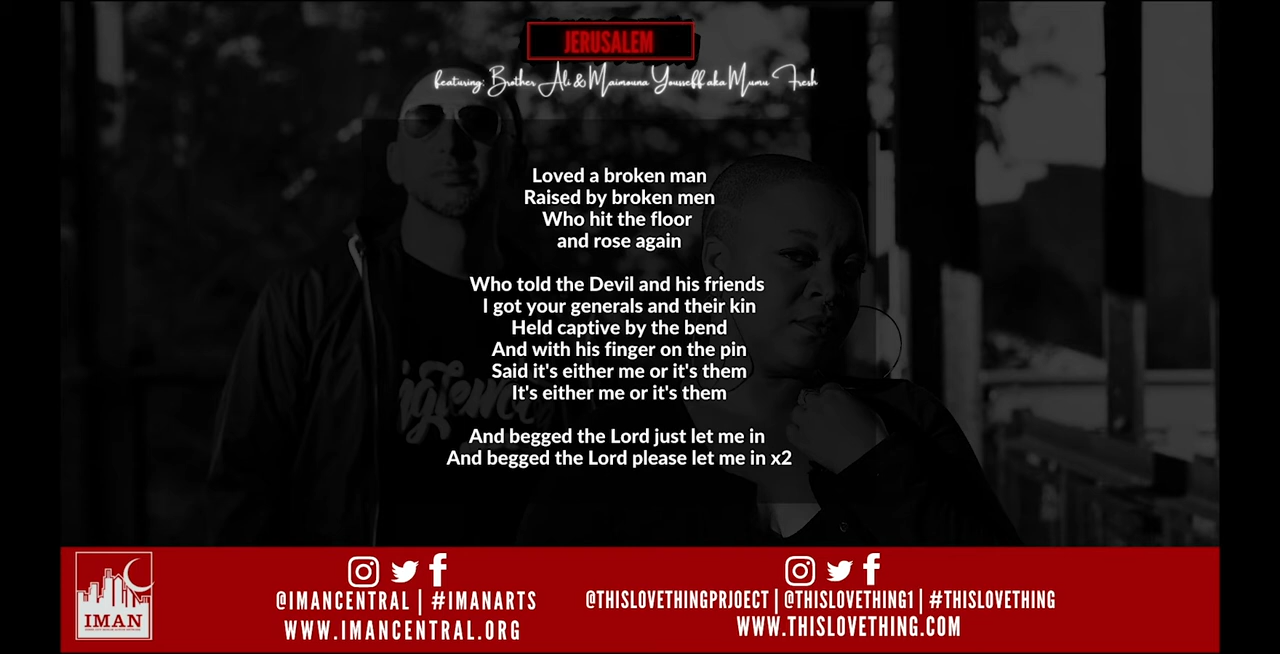 JERUSALEM
featuring: Brother Ali & Maimouna Yousseff aka Mumu Fresh
Loved a broken man
Raised by broken men
Who hit the floor
and rose again
Who told the Devil and his friends
I got your generals and their kin
Held captive by the bend
And with his finger on the pin
Said it's either me or it's them
It's either me or it's them
And begged the Lord just let me in
And begged the Lord please let me in x2
IMAN
@IMANCENTRAL | #IMANARTS
WWW.IMANCENTRAL.ORG
@THISLOVETHINGPRJOECT | @THISLOVETHING1 | #THISLOVETHING
WWW.THISLOVETHING.COM